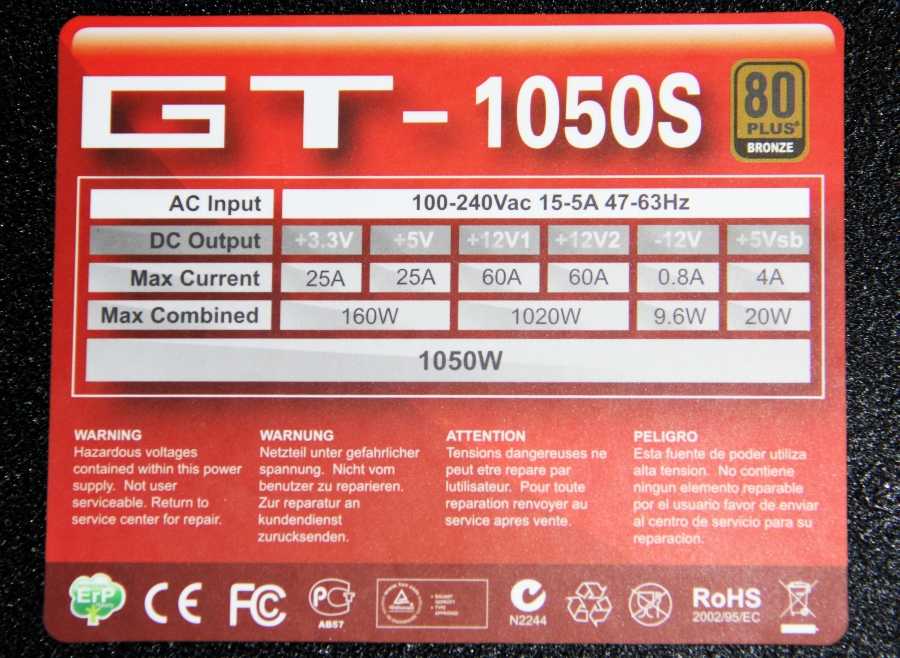 GT-1050S
80
PLUS®
BRONZE
AC Input 100-240Vac 15-5A 47-63Hz
DC Output +3.3V +5V +12V1 +12V2 -12V +5Vsb
Max Current 25A 25A 60A 60A 0.8A 4A
Max Combined 160W 1020W 9.6W 20W
1050W
WARNING
Hazardous voltages
contained within this power
supply. Not user
serviceable. Return to
service center for repair.
WARNUNG
Netzteil unter gefahrlicher
spannung. Nicht vom
benutzer zu reparieren.
Zur reparatur an
kundendienst
zurucksenden.
ATTENTION
Tensions dangereuses ne
peut etre repare par
lutilisateur. Pour toute
reparation renvoyer au
service apres vente.
PELIGRO
Esta fuente de poder utiliza
alta tension. No contiene
ningun elemento reparable
por el usuario favor de enviar
al centro de servicio para su
reparacion.
ErP
CE
FC
PCT
AB57
N2244
RoHS
2002/95/EC